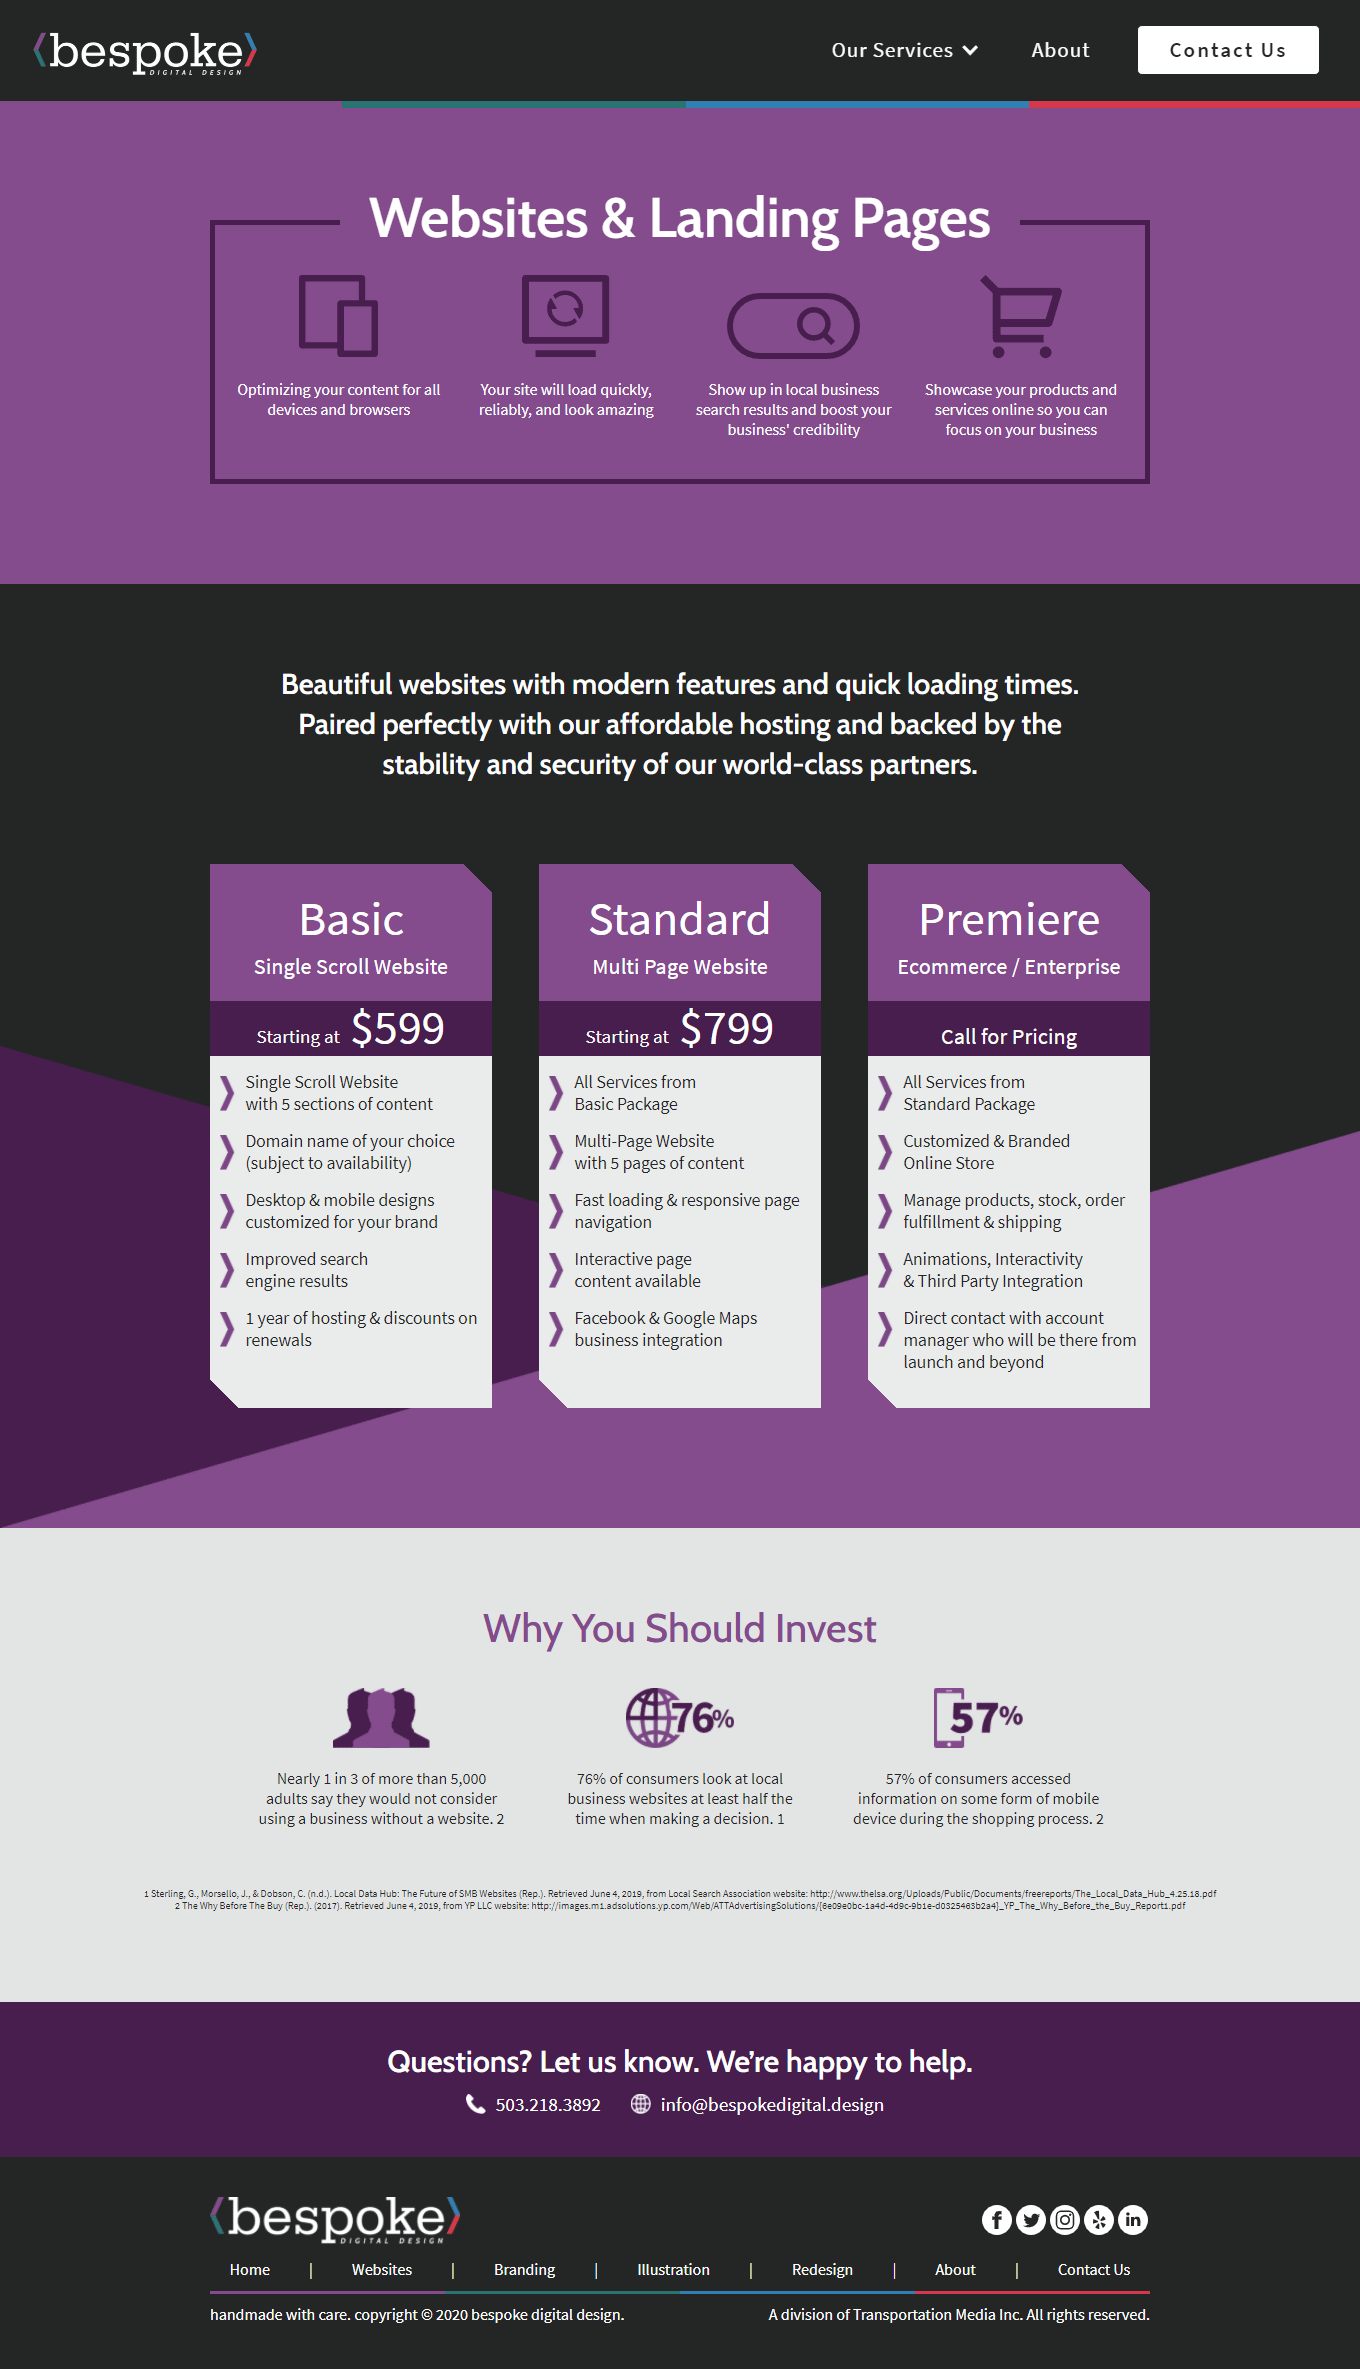 bespoke
DIGITAL DESIGN
Our Services
About
Contact Us
Websites & Landing Pages
Optimizing your content for all
devices and browsers
Your site will load quickly,
reliably, and look amazing
Show up in local business
search results and boost your
business' credibility
Showcase your products and
services online so you can
focus on your business
Beautiful websites with modern features and quick loading times.
Paired perfectly with our affordable hosting and backed by the
stability and security of our world-class partners.
Basic
Single Scroll Website
Starting at $599
Single Scroll Website
with 5 sections of content
Domain name of your choice
(subject to availability)
Desktop & mobile designs
customized for your brand
Improved search
engine results
1 year of hosting & discounts on
renewals
Standard
Multi Page Website
Starting at $799
All Services from
Basic Package
Multi-Page Website
with 5 pages of content
Fast loading & responsive page
navigation
Interactive page
content available
Facebook & Google Maps
business integration
Premiere
Ecommerce / Enterprise
Call for Pricing
All Services from
Standard Package
Customized & Branded
Online Store
Manage products, stock, order
fulfillment & shipping
Animations, Interactivity
& Third Party Integration
Direct contact with account
manager who will be there from
launch and beyond
Why You Should Invest
Nearly 1 in 3 of more than 5,000
adults say they would not consider
using a business without a website. 2
76%
76% of consumers look at local
business websites at least half the
time when making a decision. 1
57%
57% of consumers accessed
information on some form of mobile
device during the shopping process. 2
1 Sterling, G., Morsello, J., & Dobson, C. (n.d.). Local Data Hub: The Future of SMB Websites (Rep.). Retrieved June 4, 2019, from Local Search Association website: http://www.thelsa.org/Uploads/Public/Documents/freereports/The_Local_Data_Hub_4.25.18.pdf
2 The Why Before The Buy (Rep.). (2017). Retrieved June 4, 2019, from YP LLC website: http://images.m1.adsolutions.yp.com/Web/ATTAdvertisingSolutions/{6e09e0bc-1a4d-4d9c-9b1e-d0325463b2a4}_YP_The_Why_Before_the_Buy_Report1.pdf
Questions? Let us know. We’re happy to help.
503.218.3892
info@bespokedigital.design
bespoke
DIGITAL DESIGN
Home | Websites | Branding | Illustration | Redesign | About | Contact Us
handmade with care. copyright © 2020 bespoke digital design.
A division of Transportation Media Inc. All rights reserved.